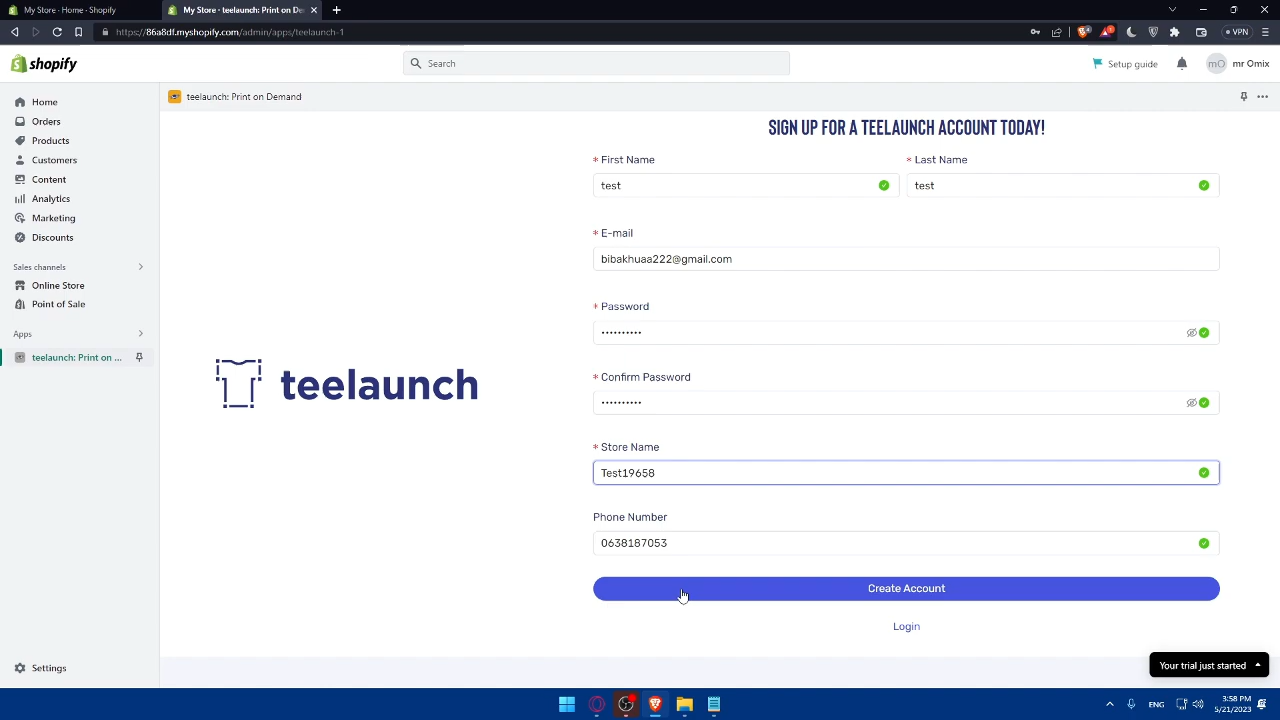 My Store · Home · Shopify
My Store · teelaunch: Print on De
https://86a8df.myshopify.com/admin/apps/teelaunch-1
VPN
shopify
Search
Setup guide
mO
mr Omix
Home
Orders
Products
Customers
Content
Analytics
Marketing
Discounts
Sales channels
Online Store
Point of Sale
Apps
teelaunch: Print on ...
Settings
teelaunch: Print on Demand
teelaunch
SIGN UP FOR A TEELAUNCH ACCOUNT TODAY!
* First Name
* Last Name
test
test
* E-mail
bibakhuaa222@gmail.com
* Password
••••••••••
* Confirm Password
••••••••••
* Store Name
Test19658
Phone Number
0638187053
Create Account
Login
Your trial just started
ENG
3:58 PM
5/21/2023